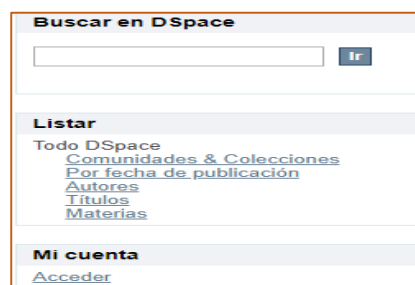 Buscar en DSpace
Ir
Listar
Todo DSpace
Comunidades & Colecciones
Por fecha de publicación
Autores
Títulos
Materias
Mi cuenta
Acceder